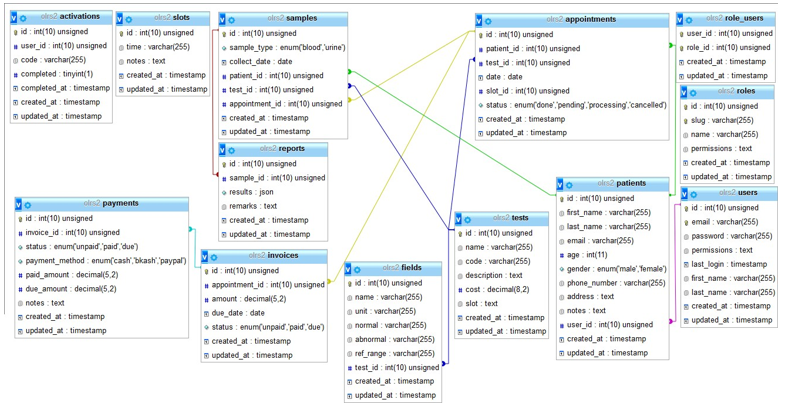 olrs2 activations
id : int(10) unsigned
user_id : int(10) unsigned
code : varchar(255)
completed : tinyint(1)
completed_at : timestamp
created_at : timestamp
updated_at : timestamp
olrs2 slots
id : int(10) unsigned
time : varchar(255)
notes : text
created_at : timestamp
updated_at : timestamp
olrs2 samples
id : int(10) unsigned
sample_type : enum('blood','urine')
collect_date : date
patient_id : int(10) unsigned
test_id : int(10) unsigned
appointment_id : int(10) unsigned
created_at : timestamp
updated_at : timestamp
olrs2 appointments
id : int(10) unsigned
patient_id : int(10) unsigned
test_id : int(10) unsigned
date : date
slot_id : int(10) unsigned
status : enum('done','pending','processing','cancelled')
created_at : timestamp
updated_at : timestamp
olrs2 role_users
user_id : int(10) unsigned
role_id : int(10) unsigned
created_at : timestamp
updated_at : timestamp
olrs2 roles
id : int(10) unsigned
slug : varchar(255)
name : varchar(255)
permissions : text
created_at : timestamp
updated_at : timestamp
olrs2 reports
id : int(10) unsigned
sample_id : int(10) unsigned
results : json
remarks : text
created_at : timestamp
updated_at : timestamp
olrs2 payments
id : int(10) unsigned
invoice_id : int(10) unsigned
status : enum('unpaid','paid','due')
payment_method : enum('cash','bkash','paypal')
paid_amount : decimal(5,2)
due_amount : decimal(5,2)
notes : text
created_at : timestamp
updated_at : timestamp
olrs2 invoices
id : int(10) unsigned
appointment_id : int(10) unsigned
amount : decimal(5,2)
due_date : date
status : enum('unpaid','paid','due')
created_at : timestamp
updated_at : timestamp
olrs2 fields
id : int(10) unsigned
name : varchar(255)
unit : varchar(255)
normal : varchar(255)
abnormal : varchar(255)
ref_range : varchar(255)
test_id : int(10) unsigned
created_at : timestamp
updated_at : timestamp
olrs2 tests
id : int(10) unsigned
name : varchar(255)
code : varchar(255)
description : text
cost : decimal(8,2)
slot : text
created_at : timestamp
updated_at : timestamp
olrs2 patients
id : int(10) unsigned
first_name : varchar(255)
last_name : varchar(255)
email : varchar(255)
age : int(11)
gender : enum('male','female')
phone_number : varchar(255)
address : text
notes : text
user_id : int(10) unsigned
created_at : timestamp
updated_at : timestamp
olrs2 users
id : int(10) unsigned
email : varchar(255)
password : varchar(255)
permissions : text
last_login : timestamp
first_name : varchar(255)
last_name : varchar(255)
created_at : timestamp
updated_at : timestamp